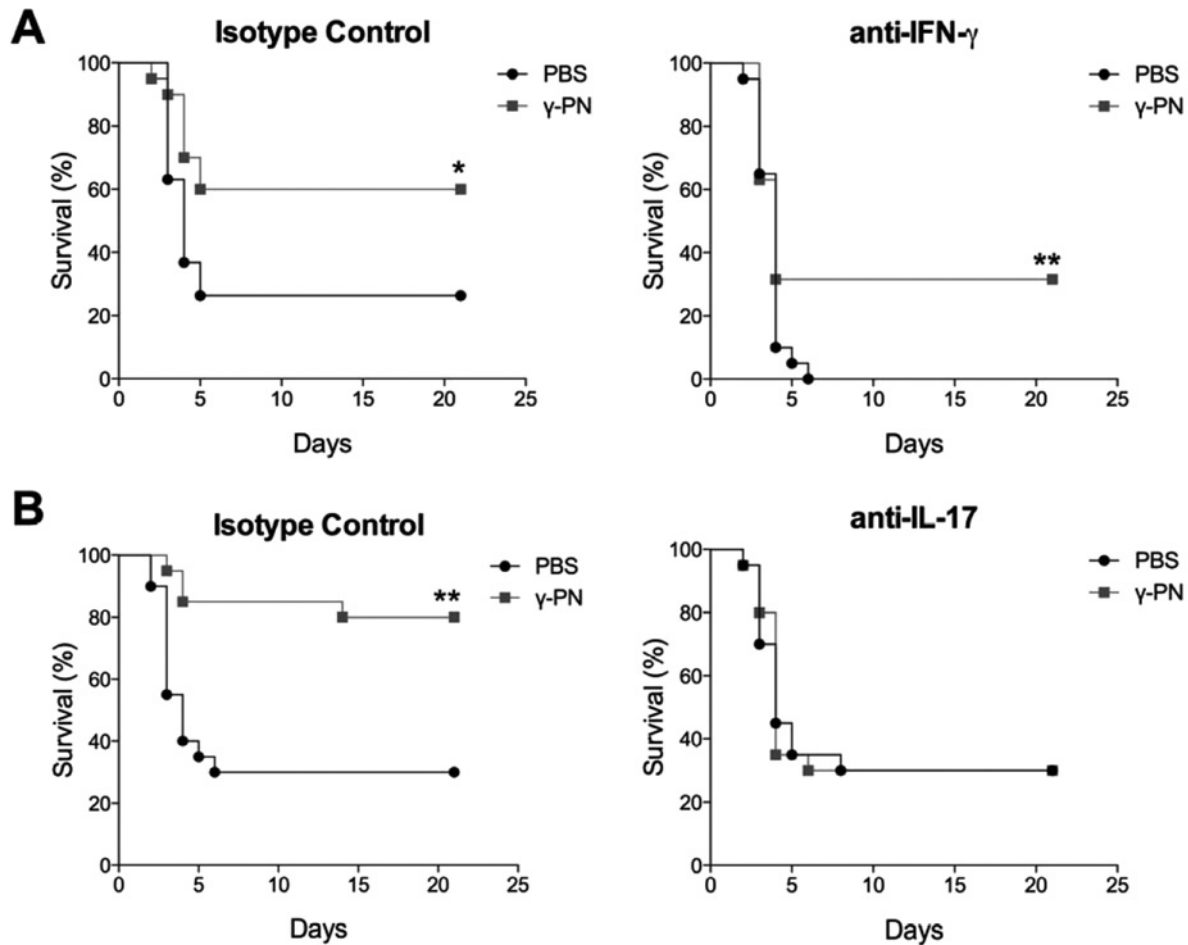 A
Isotype Control
PBS
γ-PN
100
80
60
40
20
0
Survival (%)
*
0 5 10 15 20 25
Days
anti-IFN-γ
PBS
γ-PN
100
80
60
40
20
0
Survival (%)
**
0 5 10 15 20 25
Days
B
Isotype Control
PBS
γ-PN
100
80
60
40
20
0
Survival (%)
**
0 5 10 15 20 25
Days
anti-IL-17
PBS
γ-PN
100
80
60
40
20
0
Survival (%)
0 5 10 15 20 25
Days